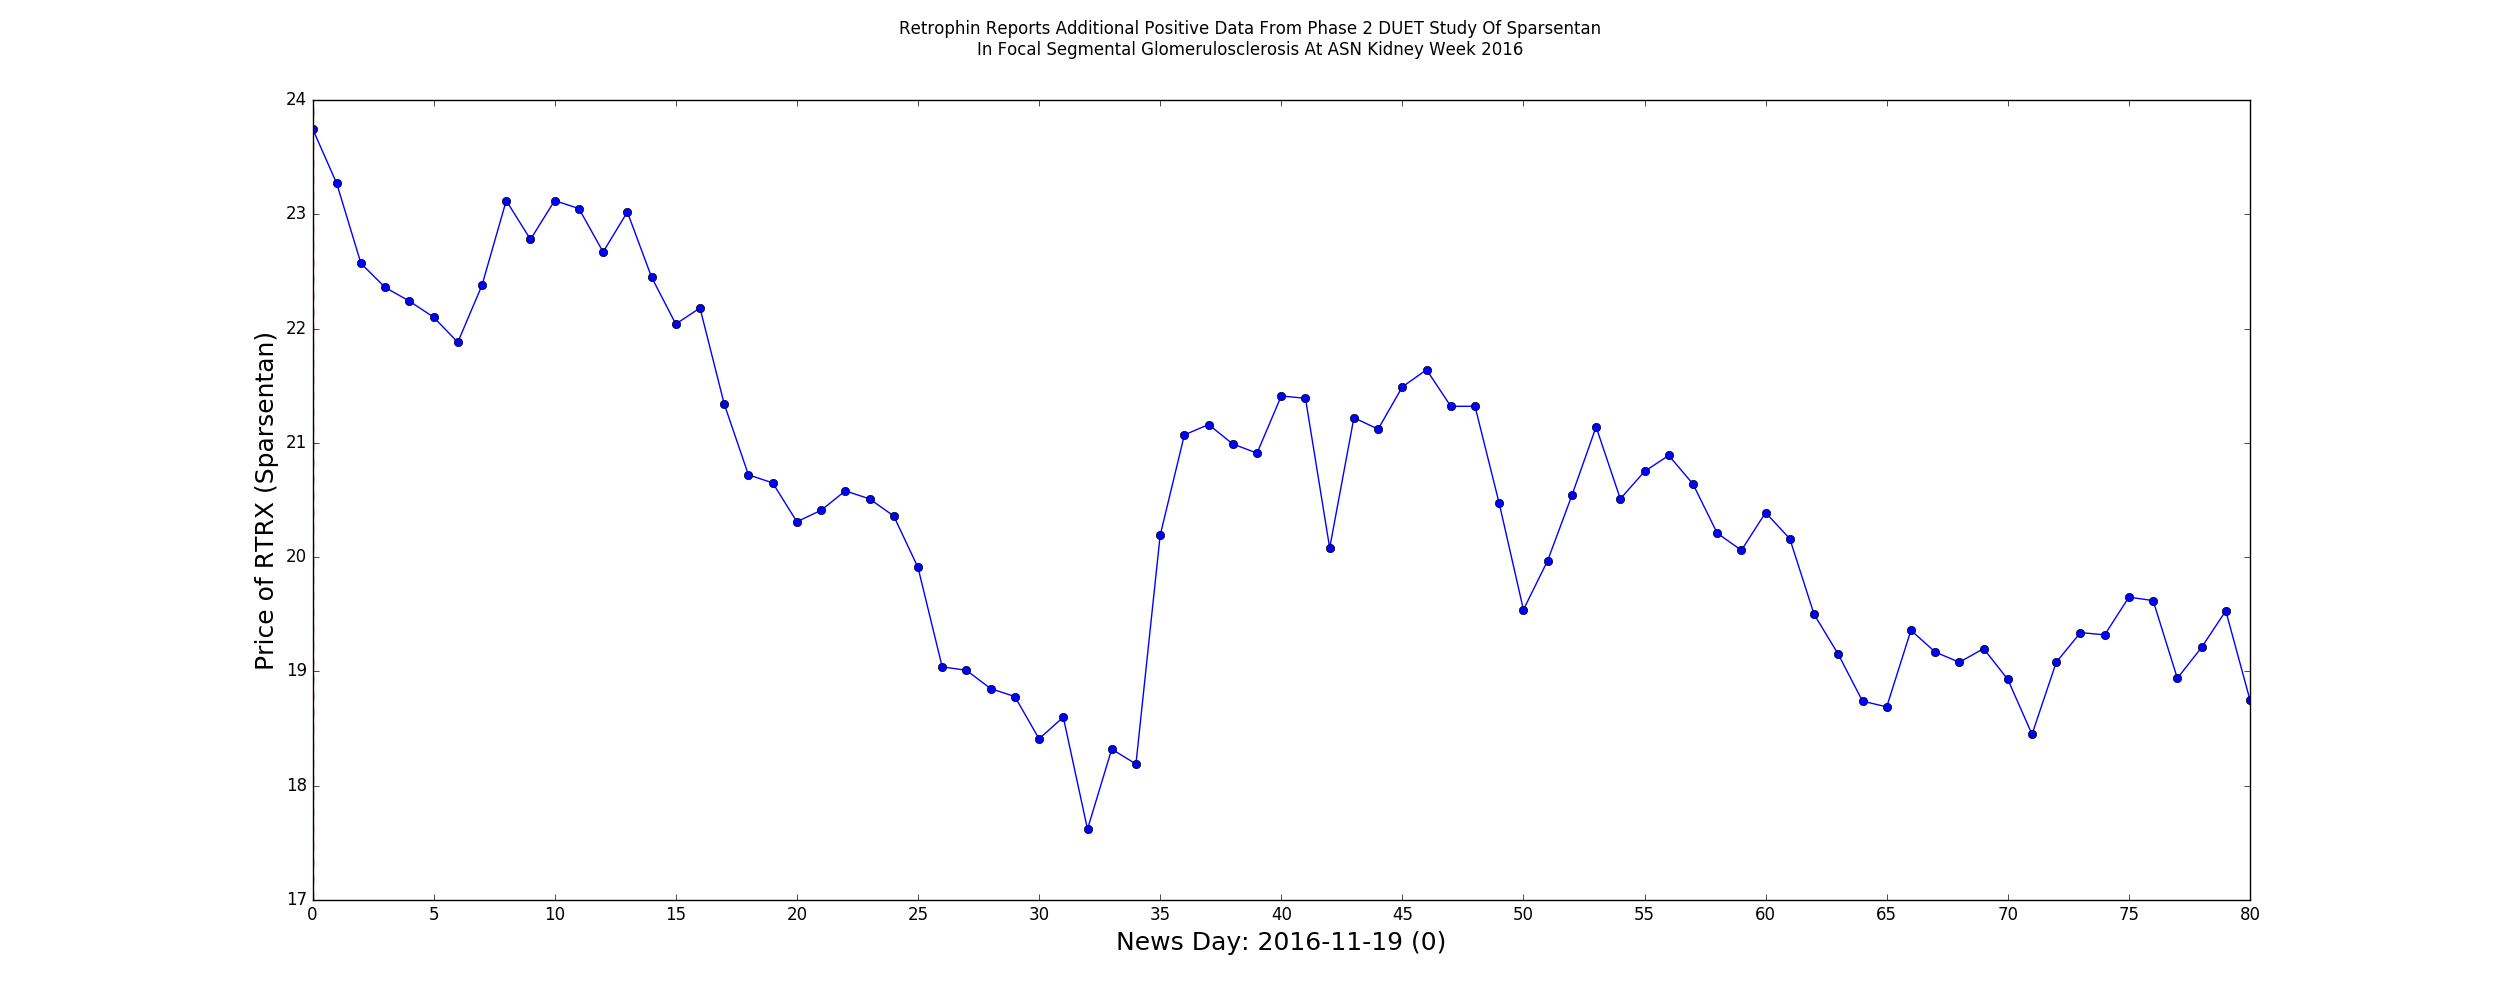 Retrophin Reports Additional Positive Data From Phase 2 DUET Study Of Sparsentan
In Focal Segmental Glomerulosclerosis At ASN Kidney Week 2016
24
23
22
21
20
19
18
17
Price of RTRX (Sparsentan)
0 5 10 15 20 25 30 35 40 45 50 55 60 65 70 75 80
News Day: 2016-11-19 (0)